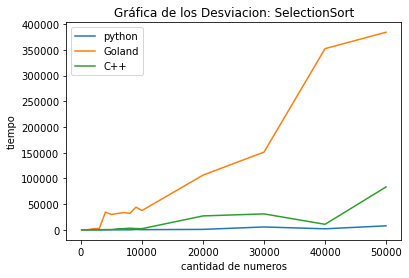 Gráfica de los Desviacion: SelectionSort
python
Goland
C++
400000
350000
300000
250000
200000
150000
100000
50000
0
tiempo
0 10000 20000 30000 40000 50000
cantidad de numeros